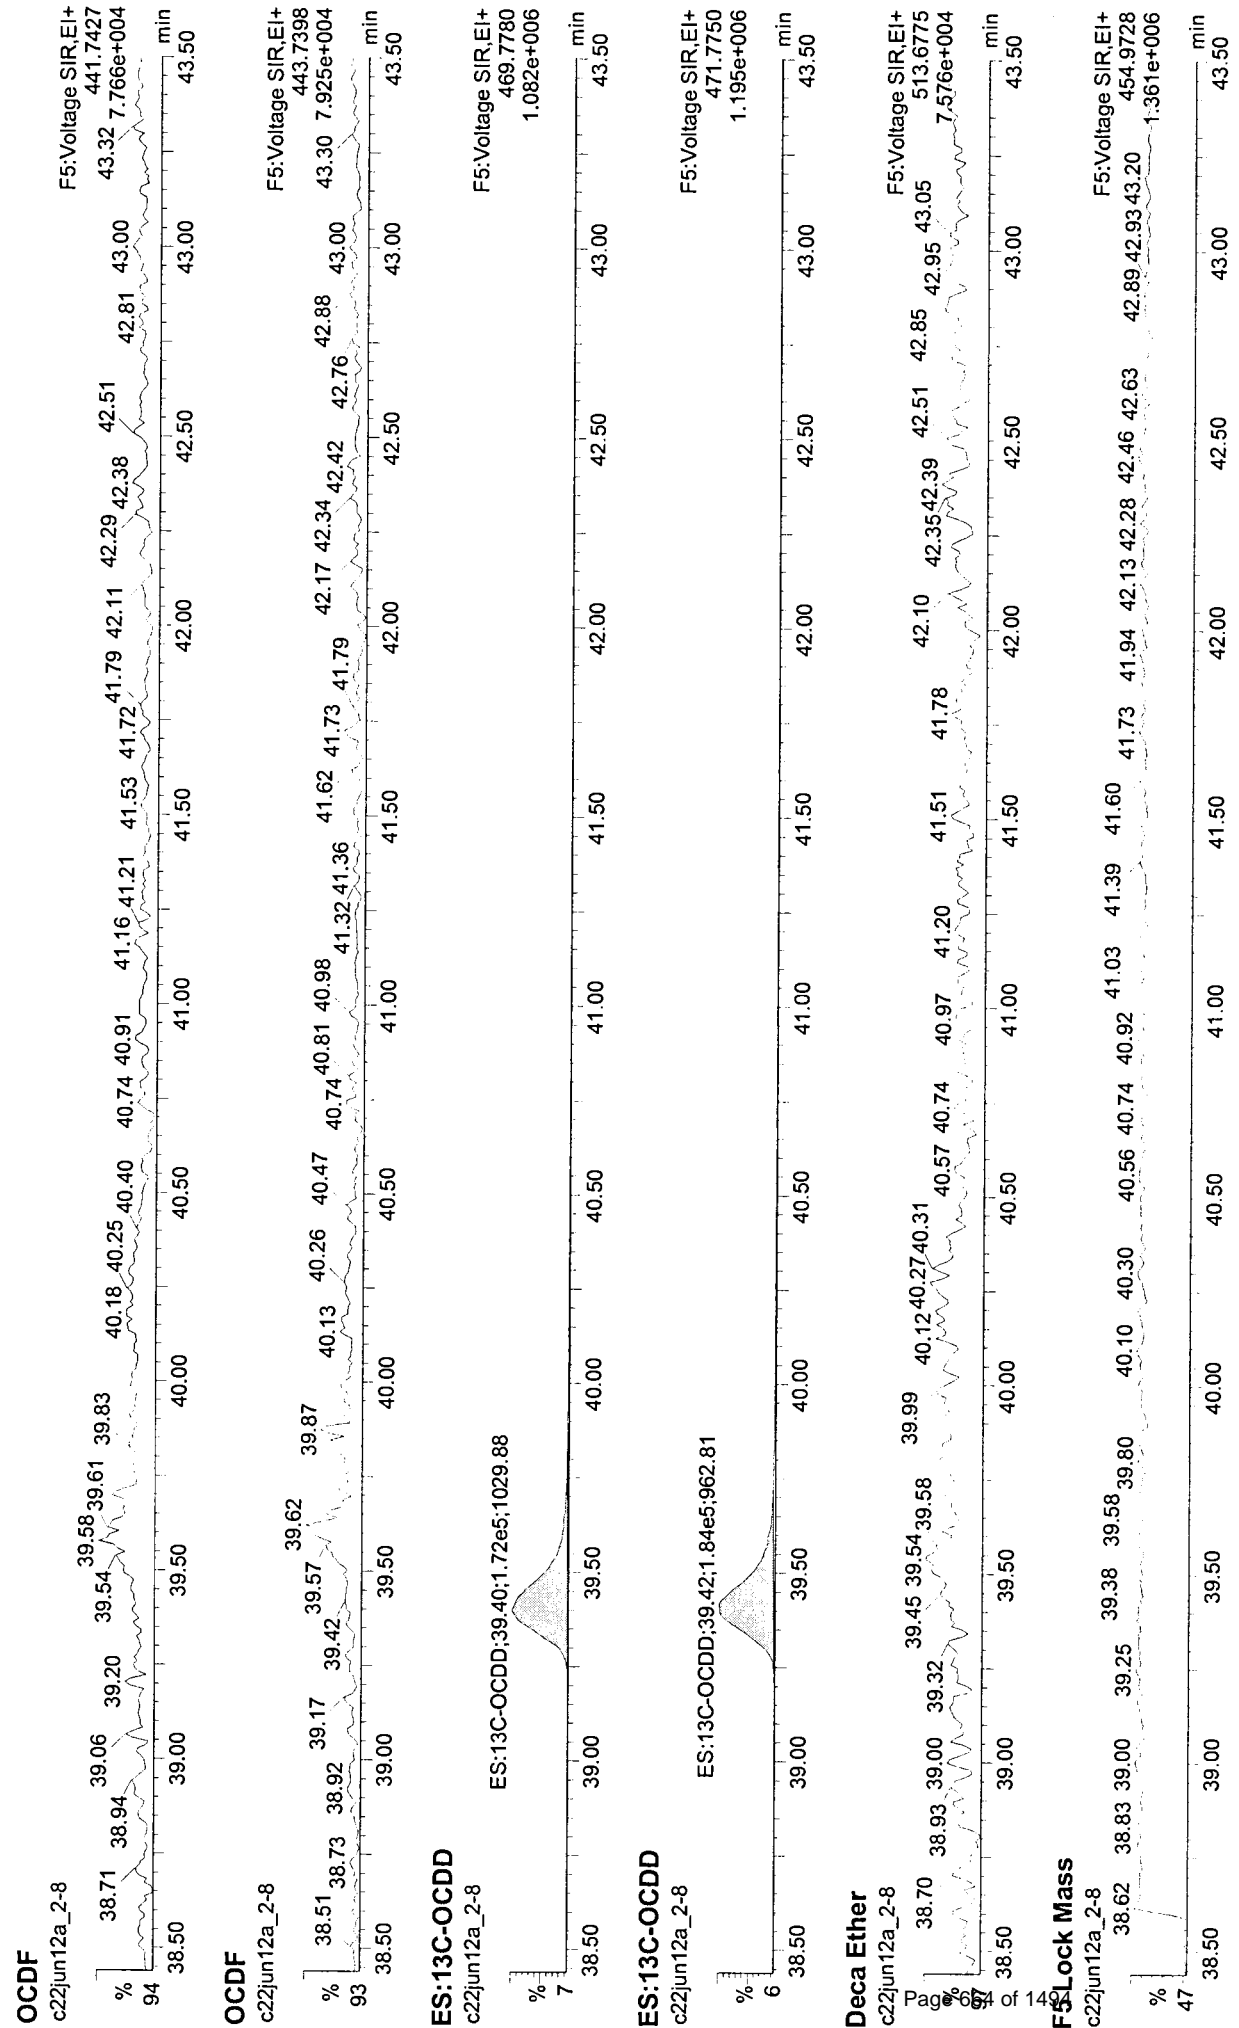 OCDF
c22jun12a_2-8
F5:Voltage SIR,EI+
441.7427
7.766e+004
38.71 38.94 39.06 39.20 39.54 39.58 39.61 39.83 40.18 40.25 40.40 40.74 40.91 41.16 41.21 41.53 41.72 41.79 42.11 42.29 42.38 42.51 42.81 43.00 43.32
%
94
min
38.50 39.00 39.50 40.00 40.50 41.00 41.50 42.00 42.50 43.00 43.50
OCDF
c22jun12a_2-8
F5:Voltage SIR,EI+
443.7398
7.925e+004
38.51 38.73 38.92 39.17 39.42 39.57 39.62 39.87 40.13 40.26 40.47 40.74 40.81 40.98 41.32 41.36 41.62 41.73 41.79 42.17 42.34 42.42 42.76 42.88 43.00 43.30
%
93
min
38.50 39.00 39.50 40.00 40.50 41.00 41.50 42.00 42.50 43.00 43.50
ES:13C-OCDD
c22jun12a_2-8
F5:Voltage SIR,EI+
469.7780
1.082e+006
ES:13C-OCDD;39.40;1.72e5;1029.88
%
7
min
38.50 39.00 39.50 40.00 40.50 41.00 41.50 42.00 42.50 43.00 43.50
ES:13C-OCDD
c22jun12a_2-8
F5:Voltage SIR,EI+
471.7750
1.195e+006
ES:13C-OCDD;39.42;1.84e5;962.81
%
6
min
38.50 39.00 39.50 40.00 40.50 41.00 41.50 42.00 42.50 43.00 43.50
Deca Ether
c22jun12a_2-8
F5:Voltage SIR,EI+
513.6775
7.576e+004
38.70 38.93 39.00 39.32 39.45 39.54 39.58 39.99 40.12 40.27 40.31 40.57 40.74 40.97 41.20 41.51 41.78 42.10 42.35 42.39 42.51 42.85 42.95 43.05
min
38.50 39.00 39.50 40.00 40.50 41.00 41.50 42.00 42.50 43.00 43.50
F5 Lock Mass
c22jun12a_2-8
F5:Voltage SIR,EI+
454.9728
1.361e+006
38.62 38.83 39.00 39.25 39.38 39.58 39.80 40.10 40.30 40.56 40.74 40.92 41.03 41.39 41.60 41.73 41.94 42.13 42.28 42.46 42.63 42.89 42.93 43.20
%
47
min
38.50 39.00 39.50 40.00 40.50 41.00 41.50 42.00 42.50 43.00 43.50